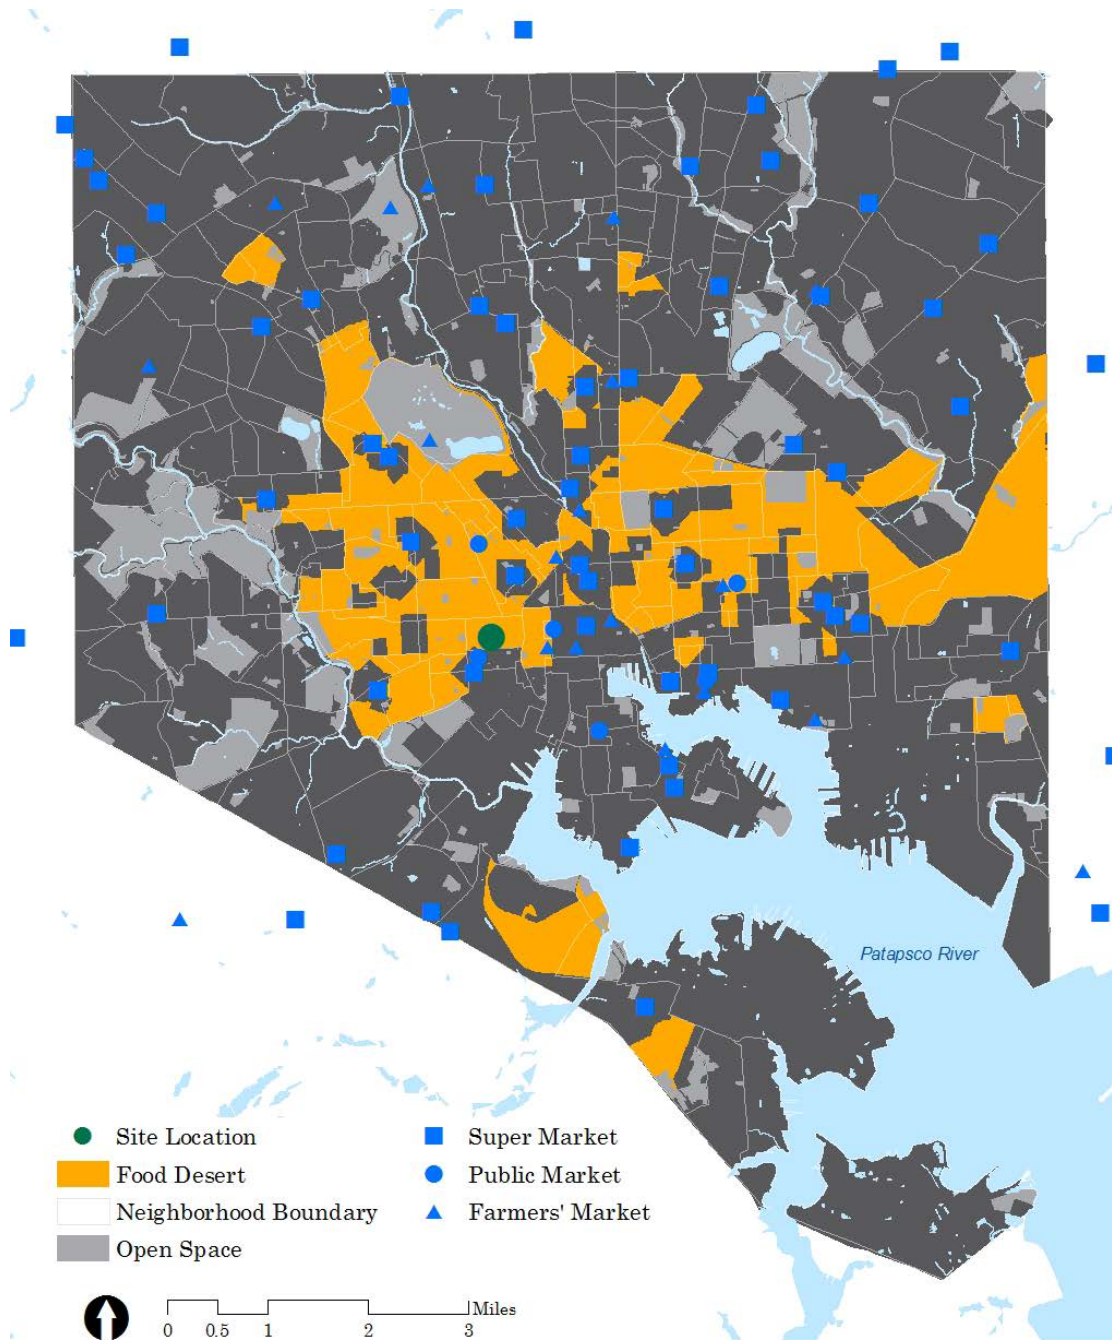 Patapsco River
Site Location
Food Desert
Neighborhood Boundary
Open Space
Super Market
Public Market
Farmers' Market
Miles
0 0.5 1 2 3